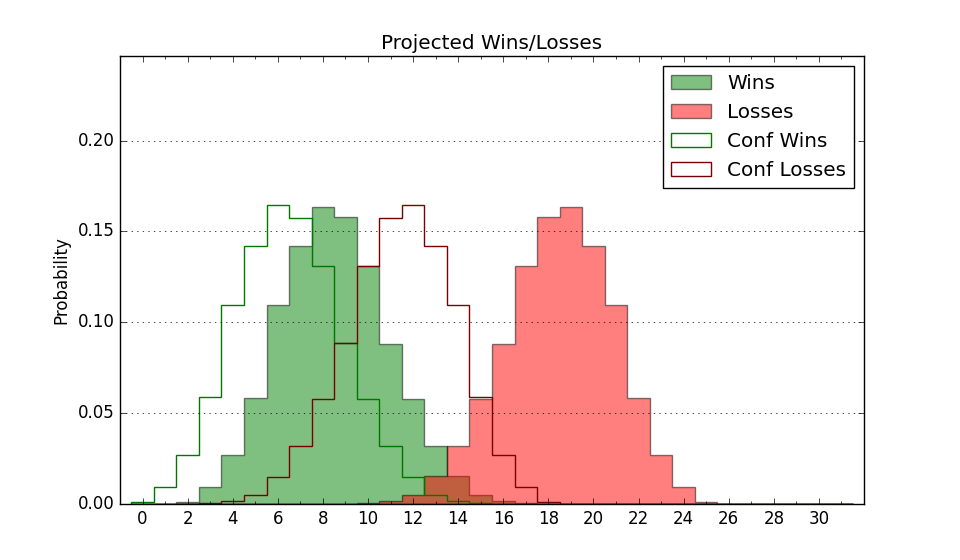 Projected Wins/Losses
Wins
Losses
Conf Wins
Conf Losses
Probability
0.20
0.15
0.10
0.05
0.00
0 2 4 6 8 10 12 14 16 18 20 22 24 26 28 30